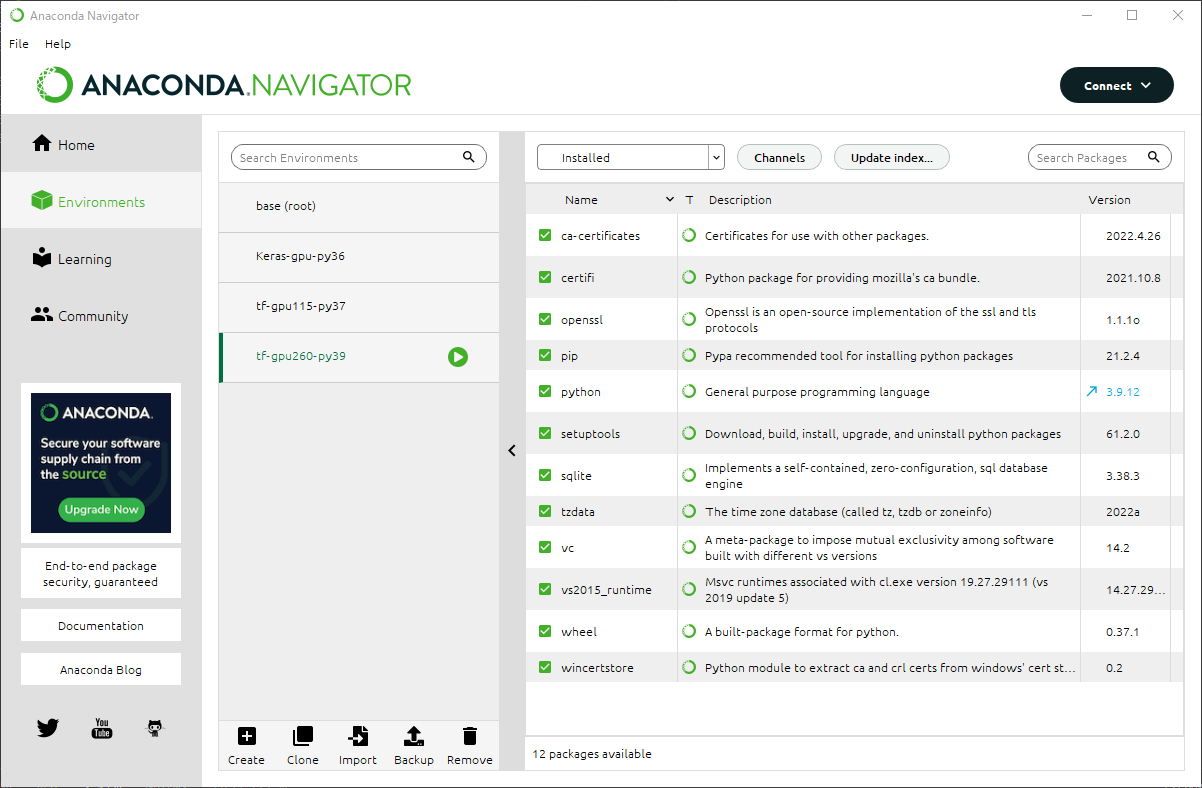 Anaconda Navigator
File Help
ANACONDA.NAVIGATOR
Connect
Home
Environments
Learning
Community
ANACONDA.
Secure your software
supply chain from
the source
Upgrade Now
End-to-end package
security, guaranteed
Documentation
Anaconda Blog
You
Tube
Search Environments
base (root)
Keras-gpu-py36
tf-gpu115-py37
tf-gpu260-py39
Create Clone Import Backup Remove
Installed Channels Update index... Search Packages
Name T Description Version
ca-certificates Certificates for use with other packages. 2022.4.26
certifi Python package for providing mozilla's ca bundle. 2021.10.8
openssl Openssl is an open-source implementation of the ssl and tls
protocols 1.1.1o
pip Pypa recommended tool for installing python packages 21.2.4
python General purpose programming language 3.9.12
setuptools Download, build, install, upgrade, and uninstall python packages 61.2.0
sqlite Implements a self-contained, zero-configuration, sql database
engine 3.38.3
tzdata The time zone database (called tz, tzdb or zoneinfo) 2022a
vc A meta-package to impose mutual exclusivity among software
built with different vs versions 14.2
vs2015_runtime Msvc runtimes associated with cl.exe version 19.27.29111 (vs
2019 update 5) 14.27.29...
wheel A built-package format for python. 0.37.1
wincertstore Python module to extract ca and crl certs from windows' cert st... 0.2
12 packages available